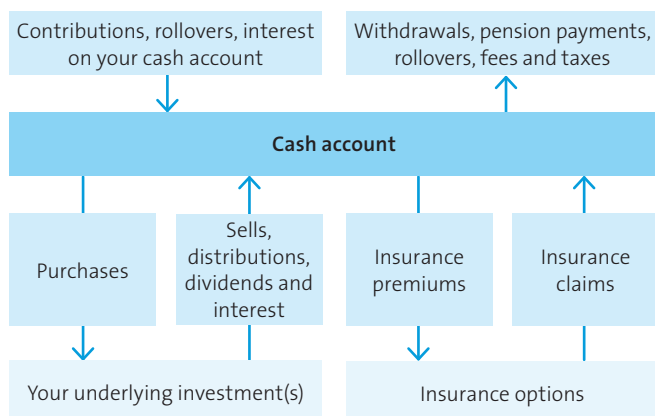 Contributions, rollovers, interest
on your cash account
Withdrawals, pension payments,
rollovers, fees and taxes
Cash account
Purchases
Sells,
distributions,
dividends and
interest
Insurance
premiums
Insurance
claims
Your underlying investment(s)
Insurance options